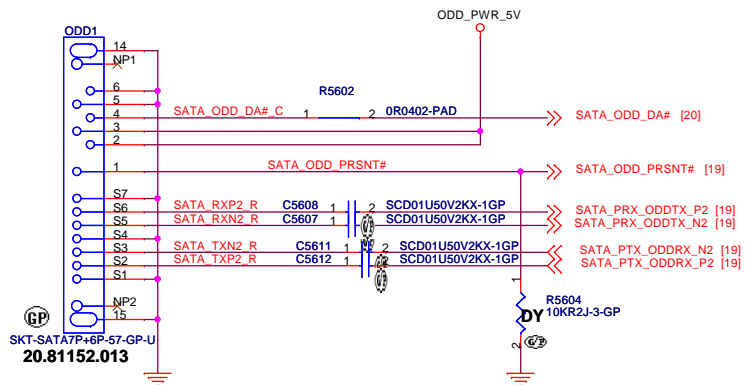 ODD_PWR_5V
ODD1
14
NP1
6
5
4 SATA_ODD_DA#_C 1 R5602 2 0R0402-PAD SATA_ODD_DA# [20]
3
2
1 SATA_ODD_PRSNT# SATA_ODD_PRSNT# [19]
S7
S6 SATA_RXP2_R C5608 1 2 SCD01U50V2KX-1GP SATA_PRX_ODDTX_P2 [19]
S5 SATA_RXN2_R C5607 1 SCD01U50V2KX-1GP SATA_PRX_ODDTX_N2 [19]
S4
S3 SATA_TXN2_R C5611 1 2 SCD01U50V2KX-1GP SATA_PTX_ODDRX_N2 [19]
S2 SATA_TXP2_R C5612 1 SCD01U50V2KX-1GP SATA_PTX_ODDRX_P2 [19]
S1
1
NP2
R5604
15
GP
DY 10KR2J-3-GP
2
SKT-SATA7P+6P-57-GP-U
20.81152.013